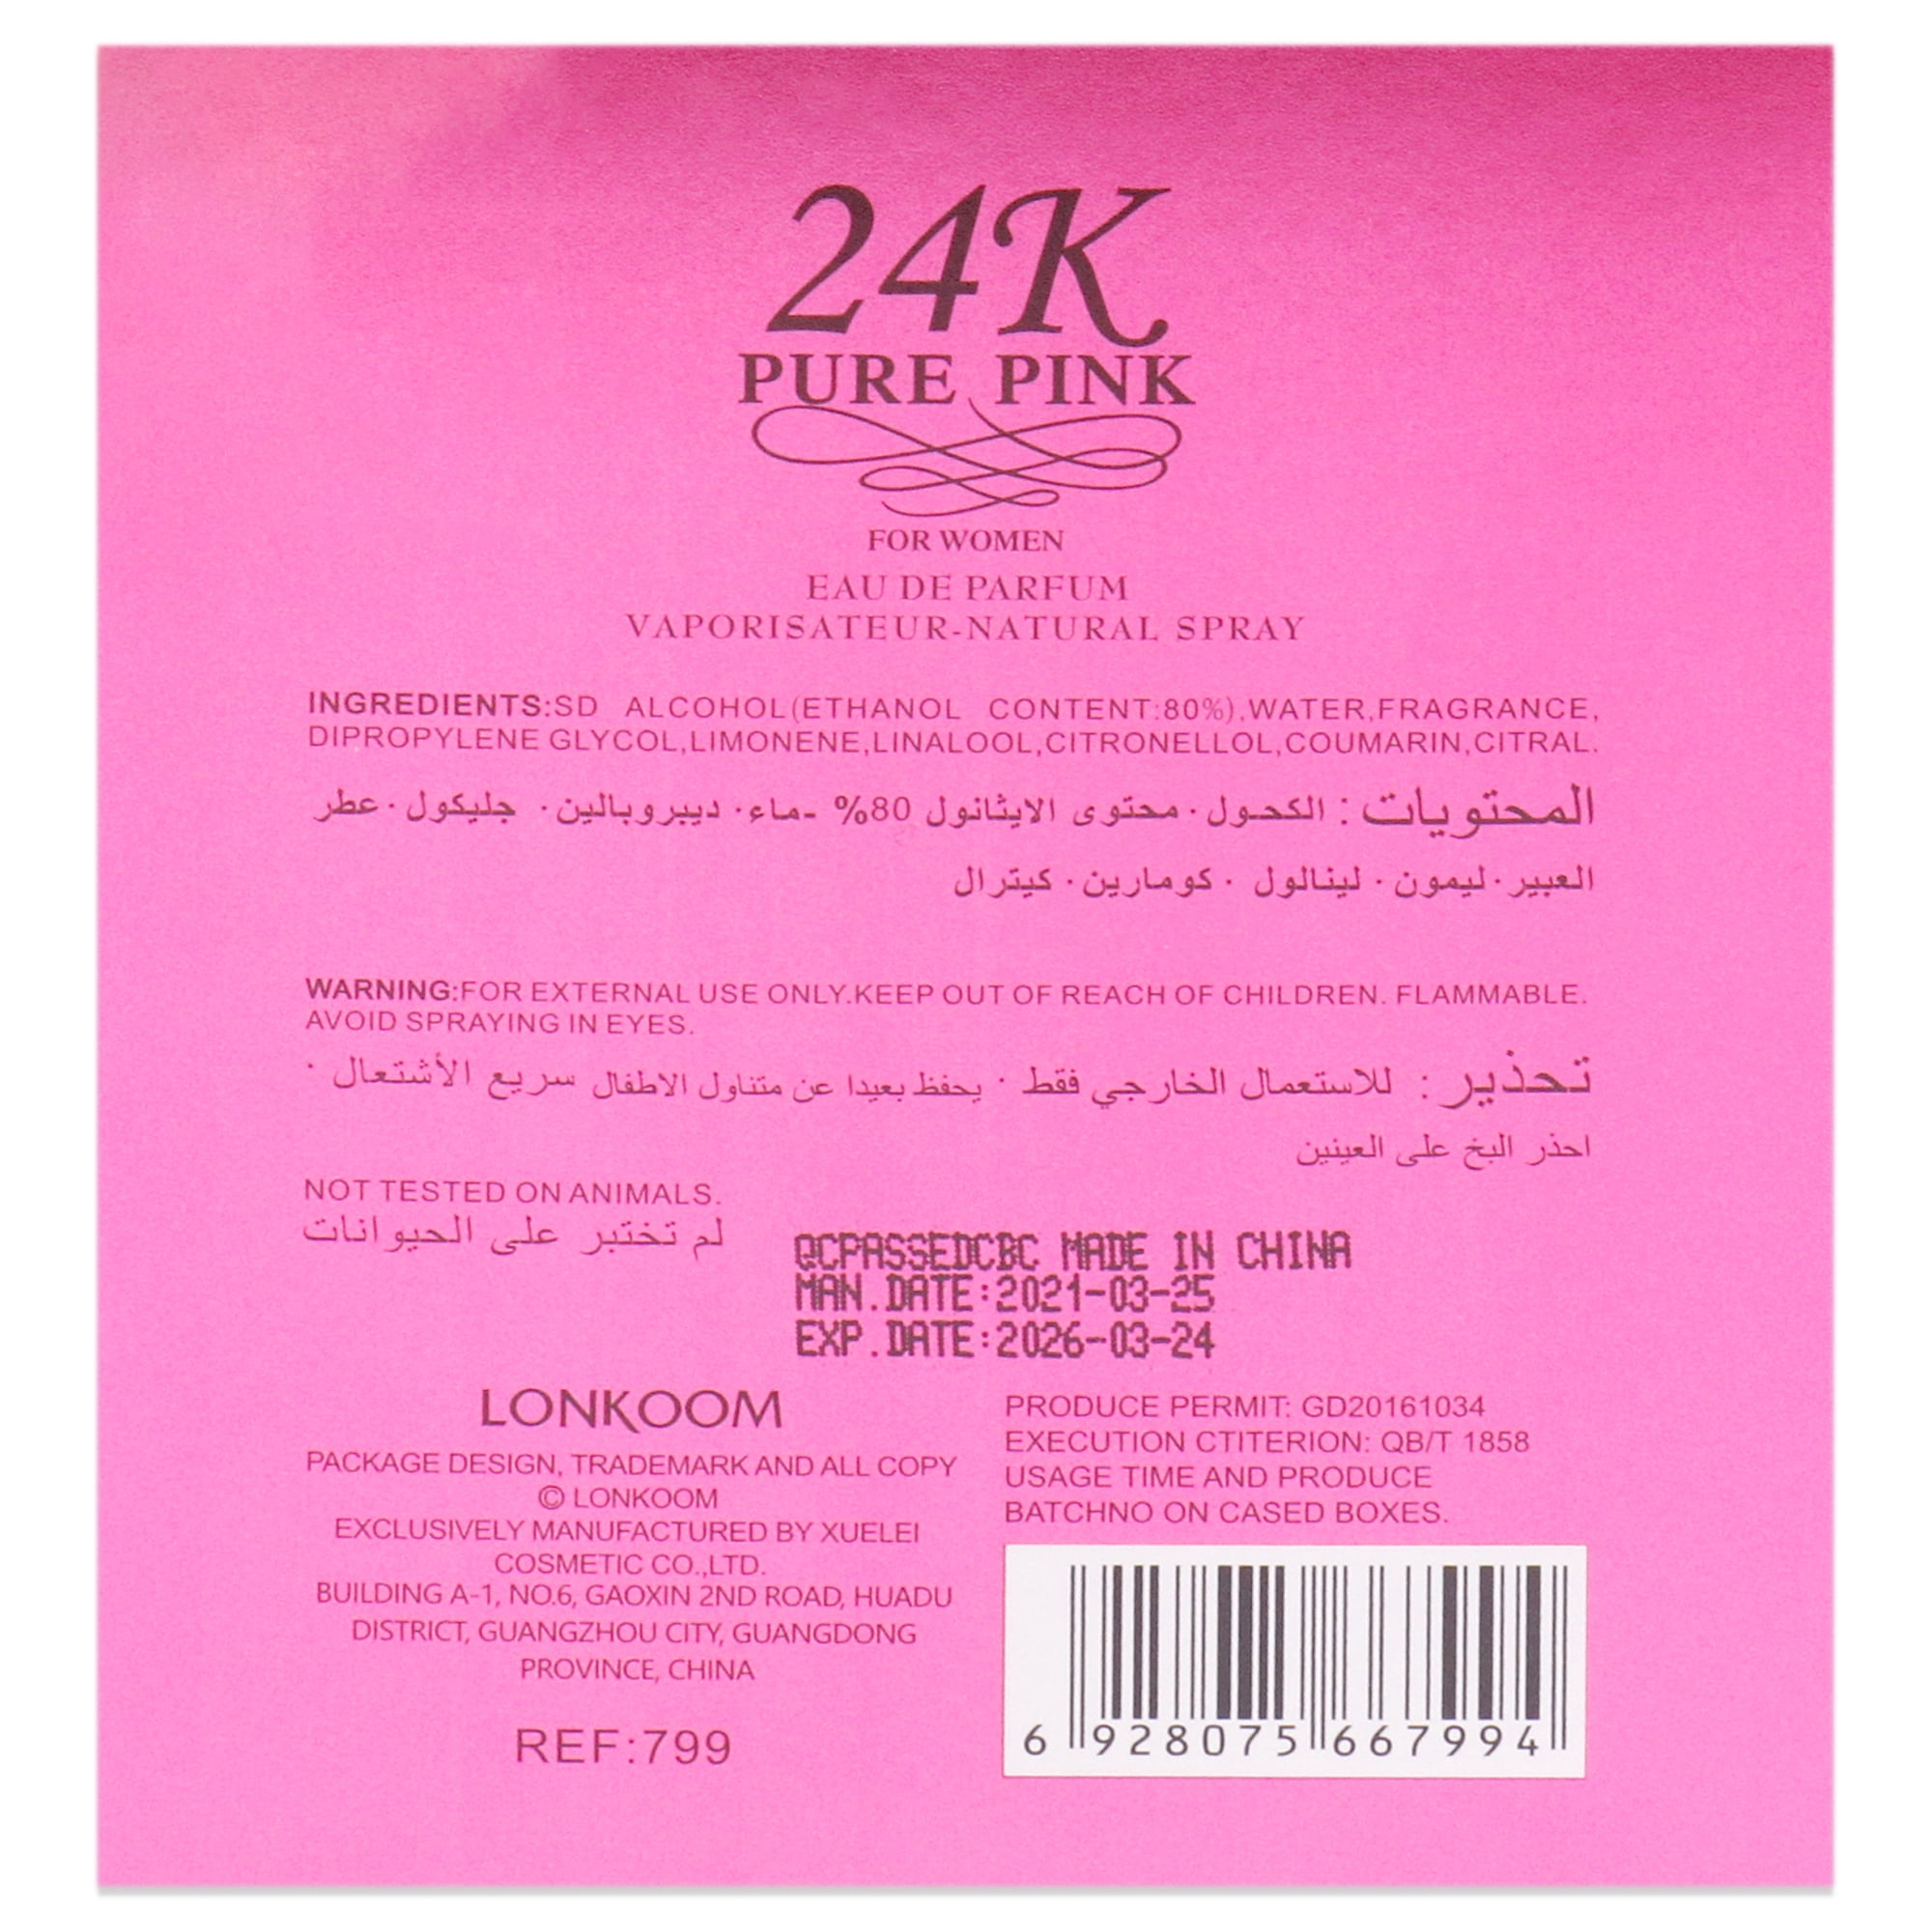 24K
PURE PINK
FOR WOMEN
EAU DE PARFUM
VAPORISATEUR-NATURAL SPRAY
INGREDIENTS:SD ALCOHOL(ETHANOL CONTENT:80%),WATER,FRAGRANCE,
DIPROPYLENE GLYCOL,LIMONENE,LINALOOL,CITRONELLOL,COUMARIN,CITRAL.
المحتويات : الكحول · محتوى الايثانول 80% -ماء· ديبروبالين· جليكول · عطر
العبير · ليمون · لينالول · كومارين · كيترال
WARNING:FOR EXTERNAL USE ONLY.KEEP OUT OF REACH OF CHILDREN. FLAMMABLE.
AVOID SPRAYING IN EYES.
تحذير : للاستعمال الخارجي فقط · يحفظ بعيدا عن متناول الاطفال سريع الأشتعال ·
احذر البخ على العينين
NOT TESTED ON ANIMALS.
لم تختبر على الحيوانات
QCPASSEDCBC MADE IN CHINA
MAN.DATE:2021-03-25
EXP.DATE:2026-03-24
LONKOOM
PACKAGE DESIGN, TRADEMARK AND ALL COPY
© LONKOOM
EXCLUSIVELY MANUFACTURED BY XUELEI
COSMETIC CO.,LTD.
BUILDING A-1, NO.6, GAOXIN 2ND ROAD, HUADU
DISTRICT, GUANGZHOU CITY, GUANGDONG
PROVINCE, CHINA
REF:799
PRODUCE PERMIT: GD20161034
EXECUTION CTITERION: QB/T 1858
USAGE TIME AND PRODUCE
BATCHNO ON CASED BOXES.
6 928075 667994